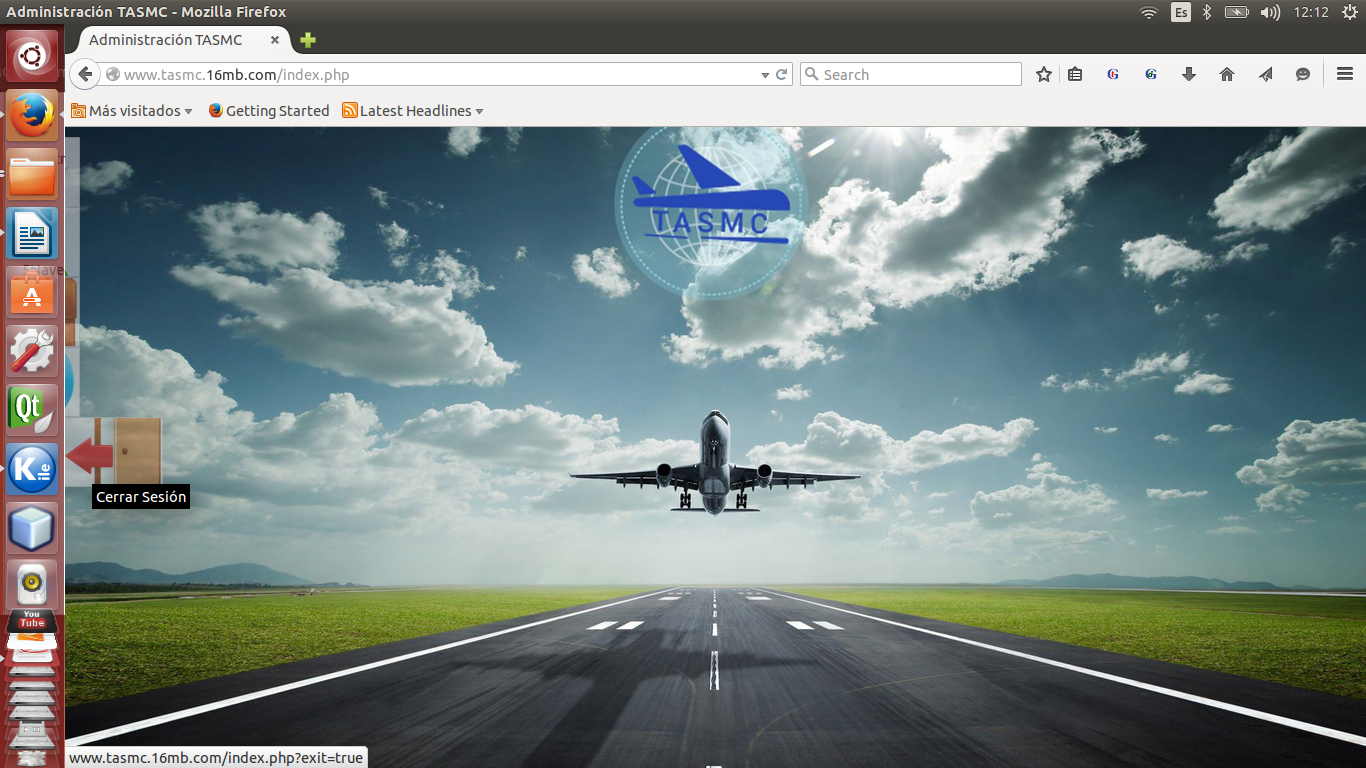 Administración TASMC - Mozilla Firefox
Es
12:12
Administración TASMC
www.tasmc.16mb.com/index.php
Search
Más visitados
Getting Started
Latest Headlines
TASMC
Qt
Kile
Cerrar Sesión
You
Tube
www.tasmc.16mb.com/index.php?exit=true